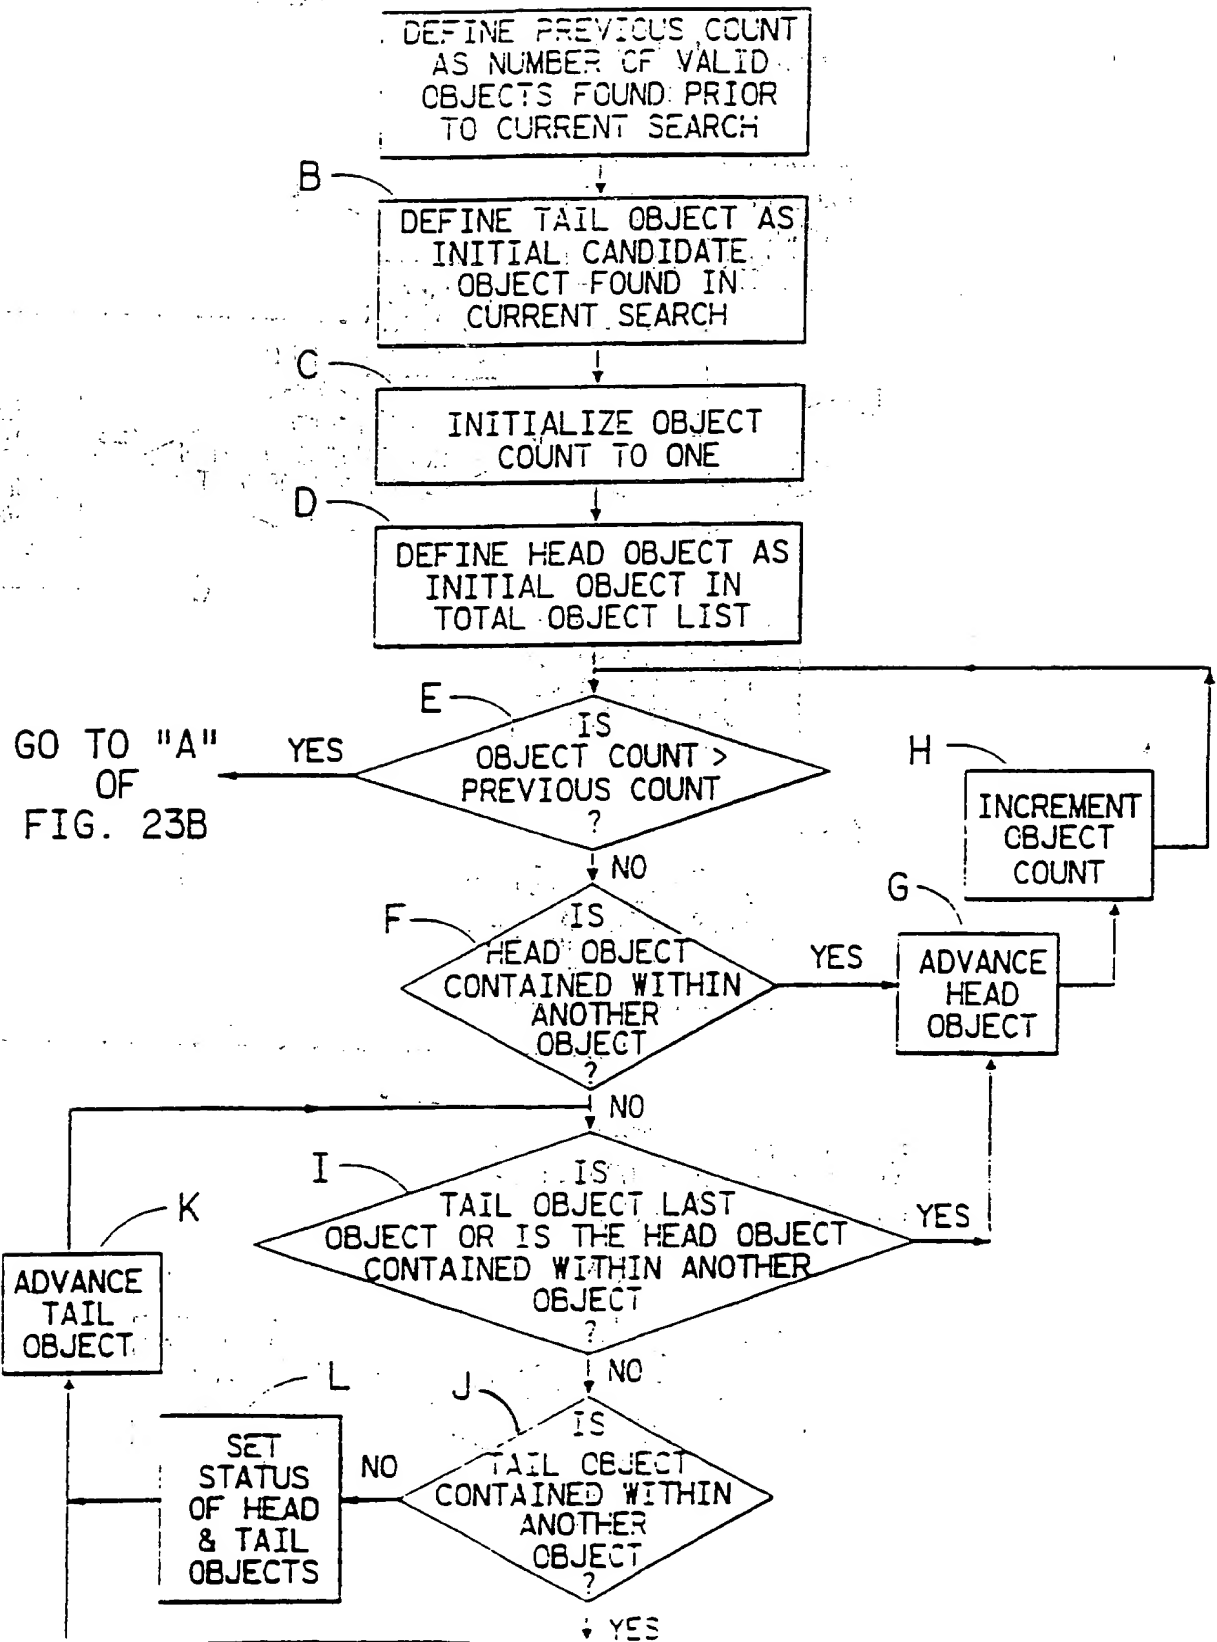 DEFINE PREVIOUS COUNT
AS NUMBER OF VALID
OBJECTS FOUND PRIOR
TO CURRENT SEARCH
B
DEFINE TAIL OBJECT AS
INITIAL CANDIDATE
OBJECT FOUND IN
CURRENT SEARCH
C
INITIALIZE OBJECT
COUNT TO ONE
D
DEFINE HEAD OBJECT AS
INITIAL OBJECT IN
TOTAL OBJECT LIST
E
IS
OBJECT COUNT >
PREVIOUS COUNT
?
YES
GO TO "A"
OF
FIG. 23B
NO
H
INCREMENT
OBJECT
COUNT
F
IS
HEAD OBJECT
CONTAINED WITHIN
ANOTHER
OBJECT
?
YES
G
ADVANCE
HEAD
OBJECT
NO
I
IS
TAIL OBJECT LAST
OBJECT OR IS THE HEAD OBJECT
CONTAINED WITHIN ANOTHER
OBJECT
?
YES
K
ADVANCE
TAIL
OBJECT
NO
L
SET
STATUS
OF HEAD
& TAIL
OBJECTS
NO
J
IS
TAIL OBJECT
CONTAINED WITHIN
ANOTHER
OBJECT
?
YES